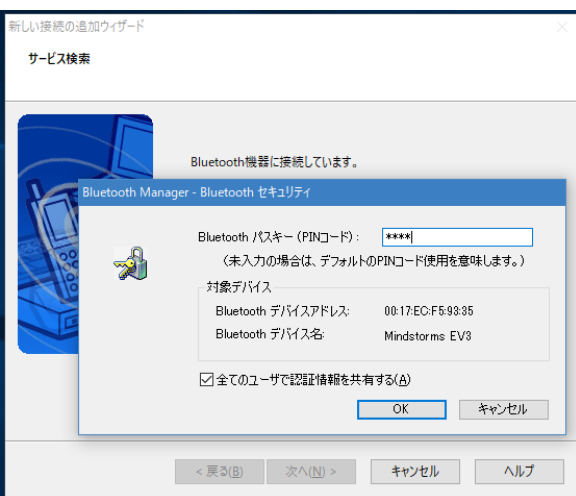 新しい接続の追加ウィザード
サービス検索
Bluetooth機器に接続しています。
Bluetooth Manager - Bluetooth セキュリティ
Bluetooth パスキー (PINコード) : ****
(未入力の場合は、デフォルトのPINコード使用を意味します。)
対象デバイス
Bluetooth デバイスアドレス: 00:17:EC:F5:93:35
Bluetooth デバイス名: Mindstorms EV3
全てのユーザで認証情報を共有する(A)
OK キャンセル
< 戻る(B) 次へ(N) > キャンセル ヘルプ